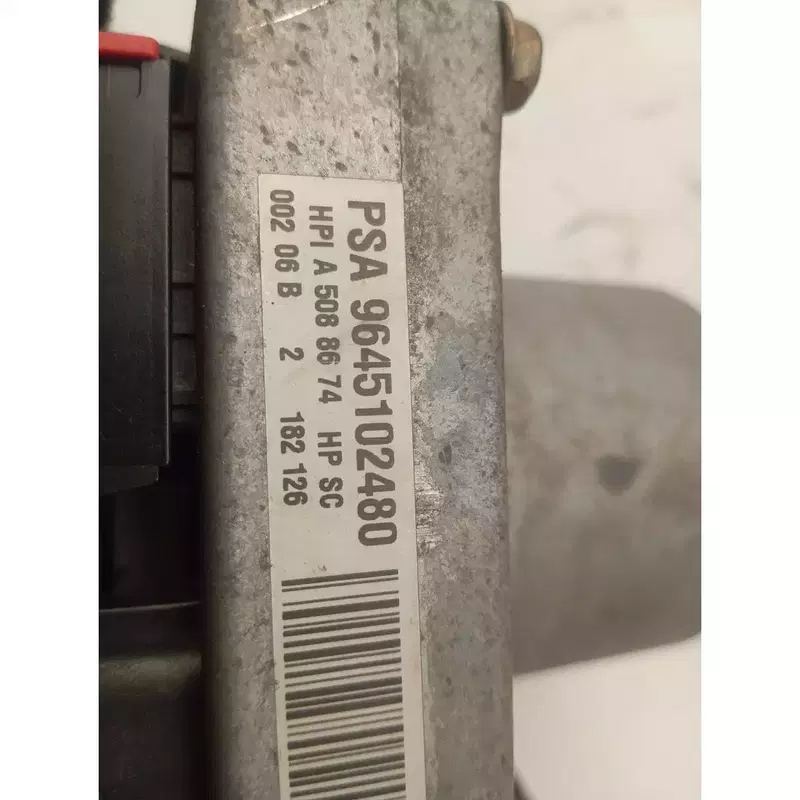 PSA 9645102480
HPI A 508 86 74 HP SC
002 06 B 2 182 126